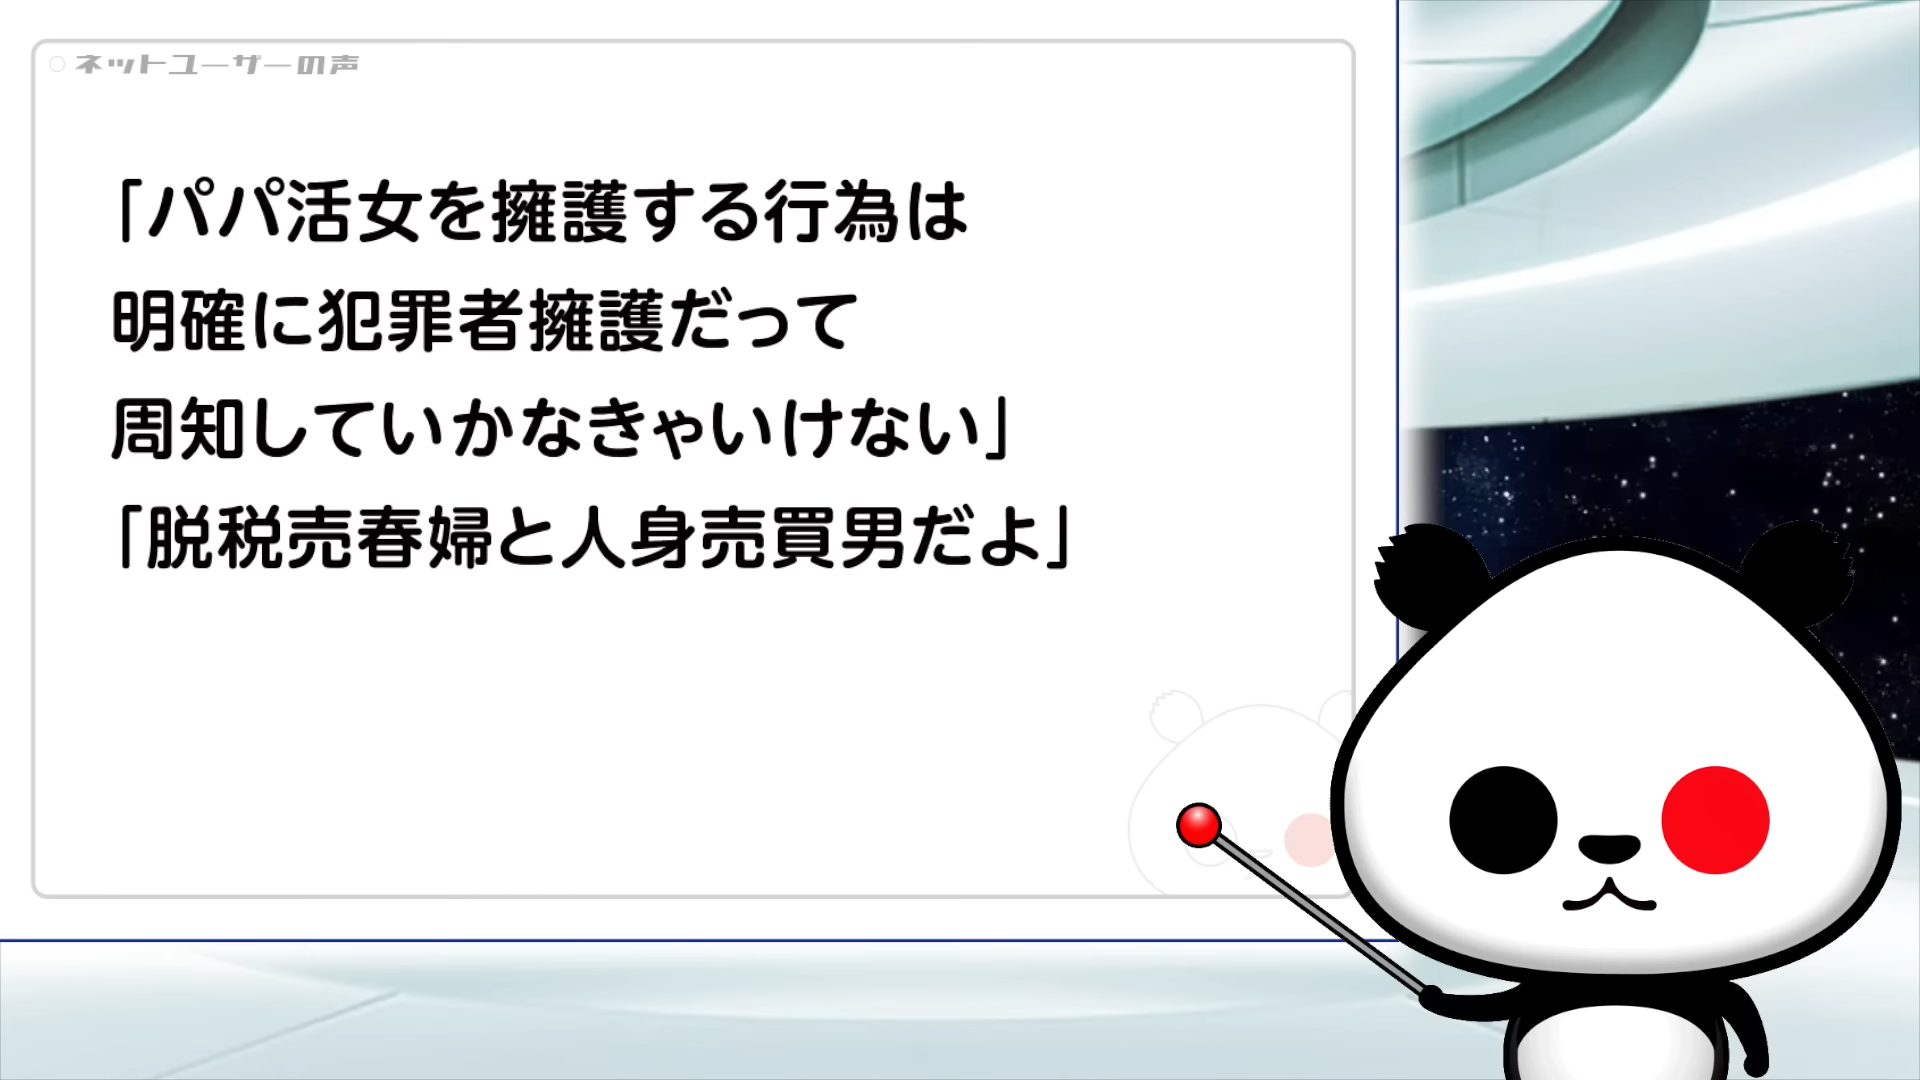 ネットユーザーの声
「パパ活女を擁護する行為は
明確に犯罪者擁護だって
周知していかなきゃいけない」
「脱税売春婦と人身売買男だよ」